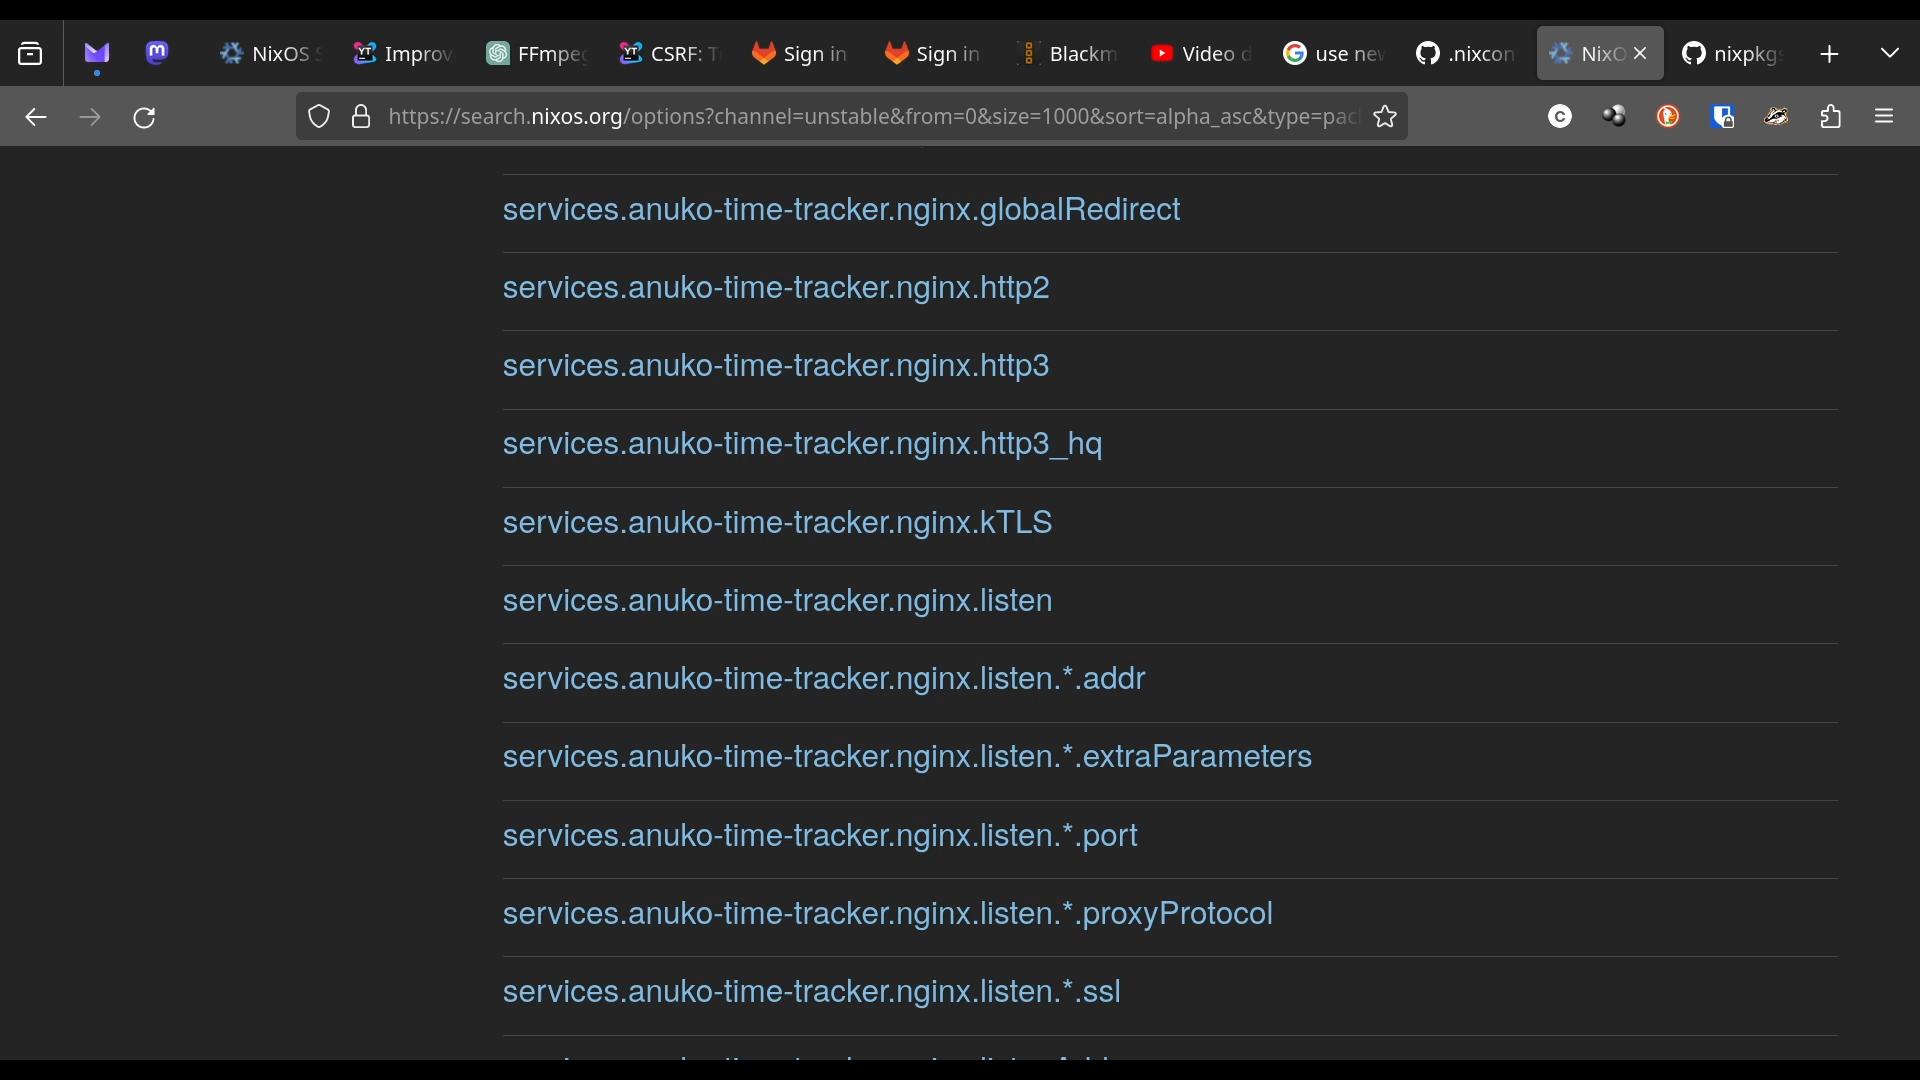 NixOS
Improv
FFmpeg
CSRF: T
Sign in
Sign in
Blackm
Video d
use nev
.nixcon
NixO
nixpkgs
https://search.nixos.org/options?channel=unstable&from=0&size=1000&sort=alpha_asc&type=pac
services.anuko-time-tracker.nginx.globalRedirect
services.anuko-time-tracker.nginx.http2
services.anuko-time-tracker.nginx.http3
services.anuko-time-tracker.nginx.http3_hq
services.anuko-time-tracker.nginx.kTLS
services.anuko-time-tracker.nginx.listen
services.anuko-time-tracker.nginx.listen.*.addr
services.anuko-time-tracker.nginx.listen.*.extraParameters
services.anuko-time-tracker.nginx.listen.*.port
services.anuko-time-tracker.nginx.listen.*.proxyProtocol
services.anuko-time-tracker.nginx.listen.*.ssl